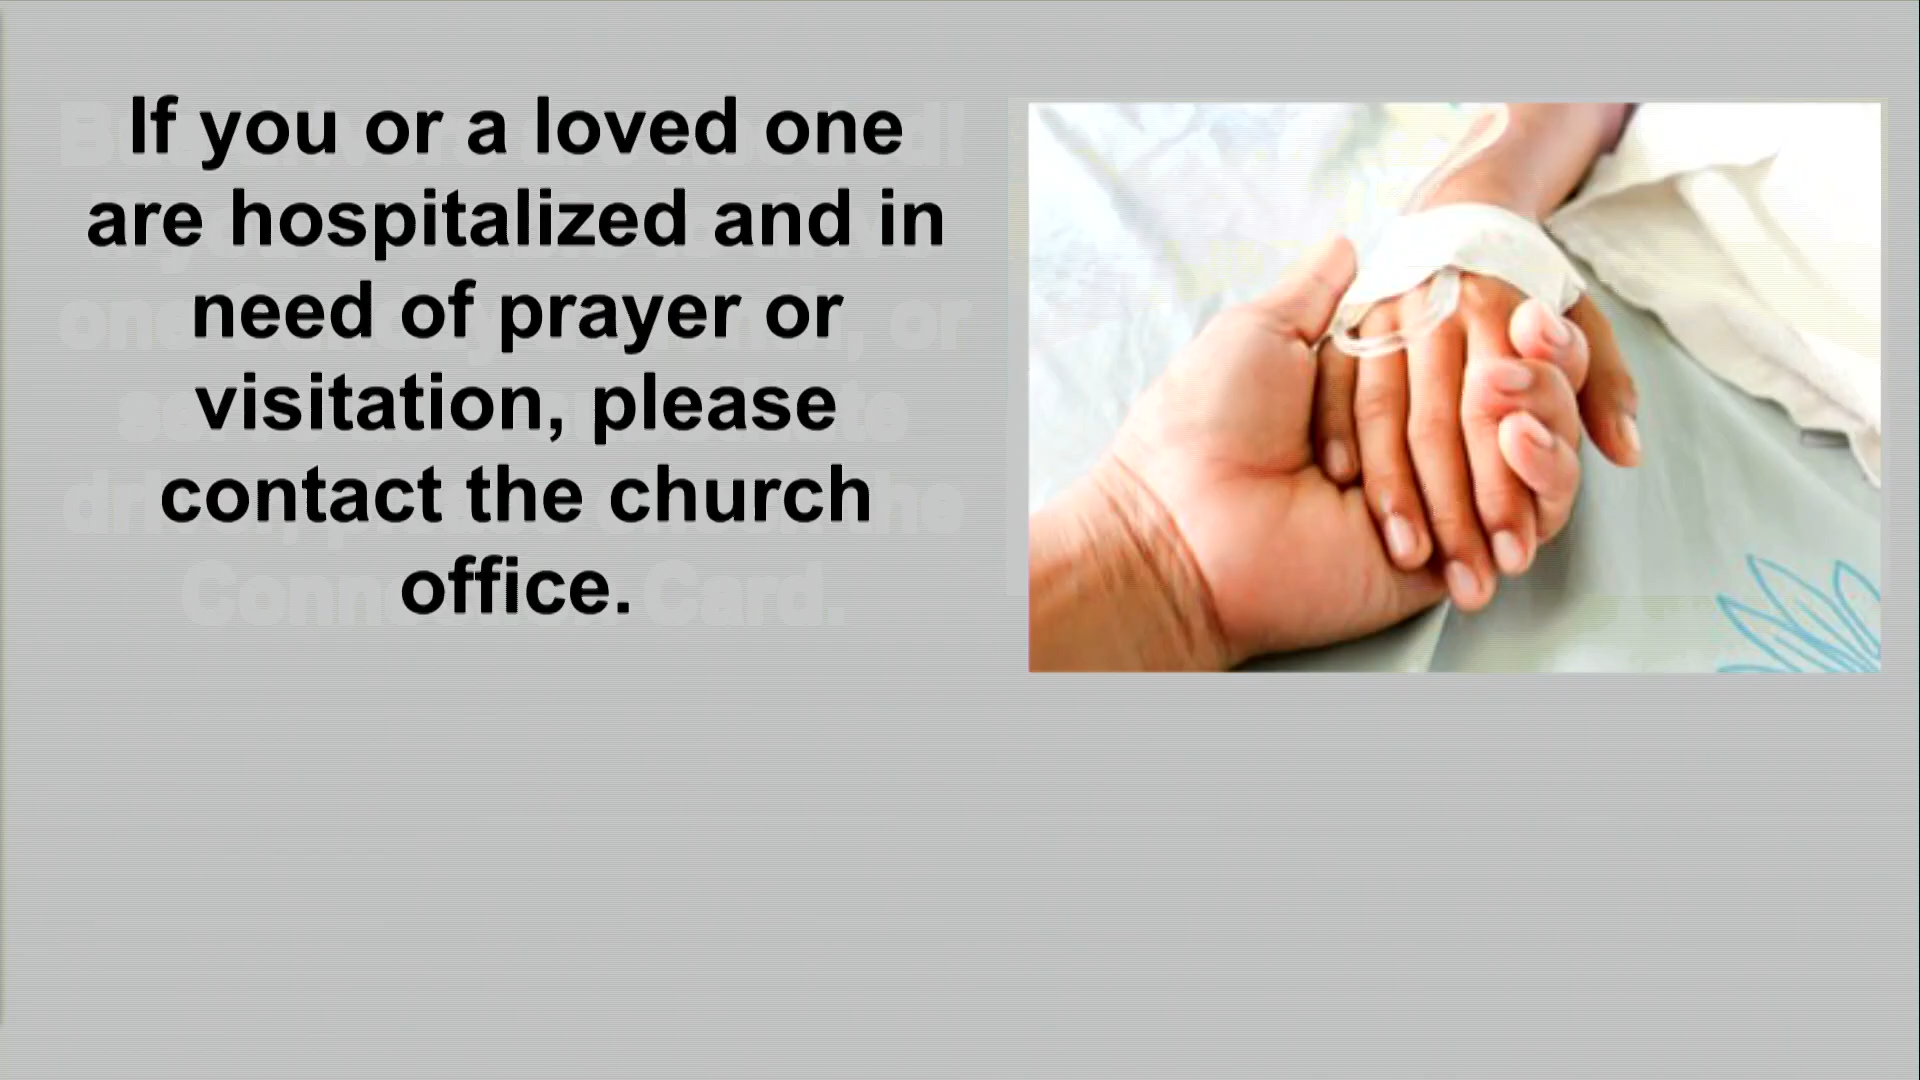 If you or a loved one
are hospitalized and in
need of prayer or
visitation, please
contact the church
office.